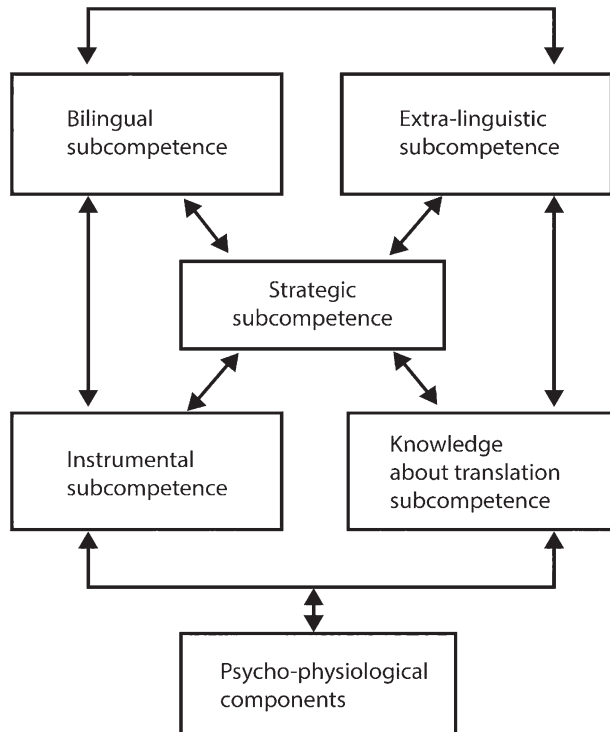 Bilingual
subcompetence
Extra-linguistic
subcompetence
Strategic
subcompetence
Instrumental
subcompetence
Knowledge
about translation
subcompetence
Psycho-physiological
components